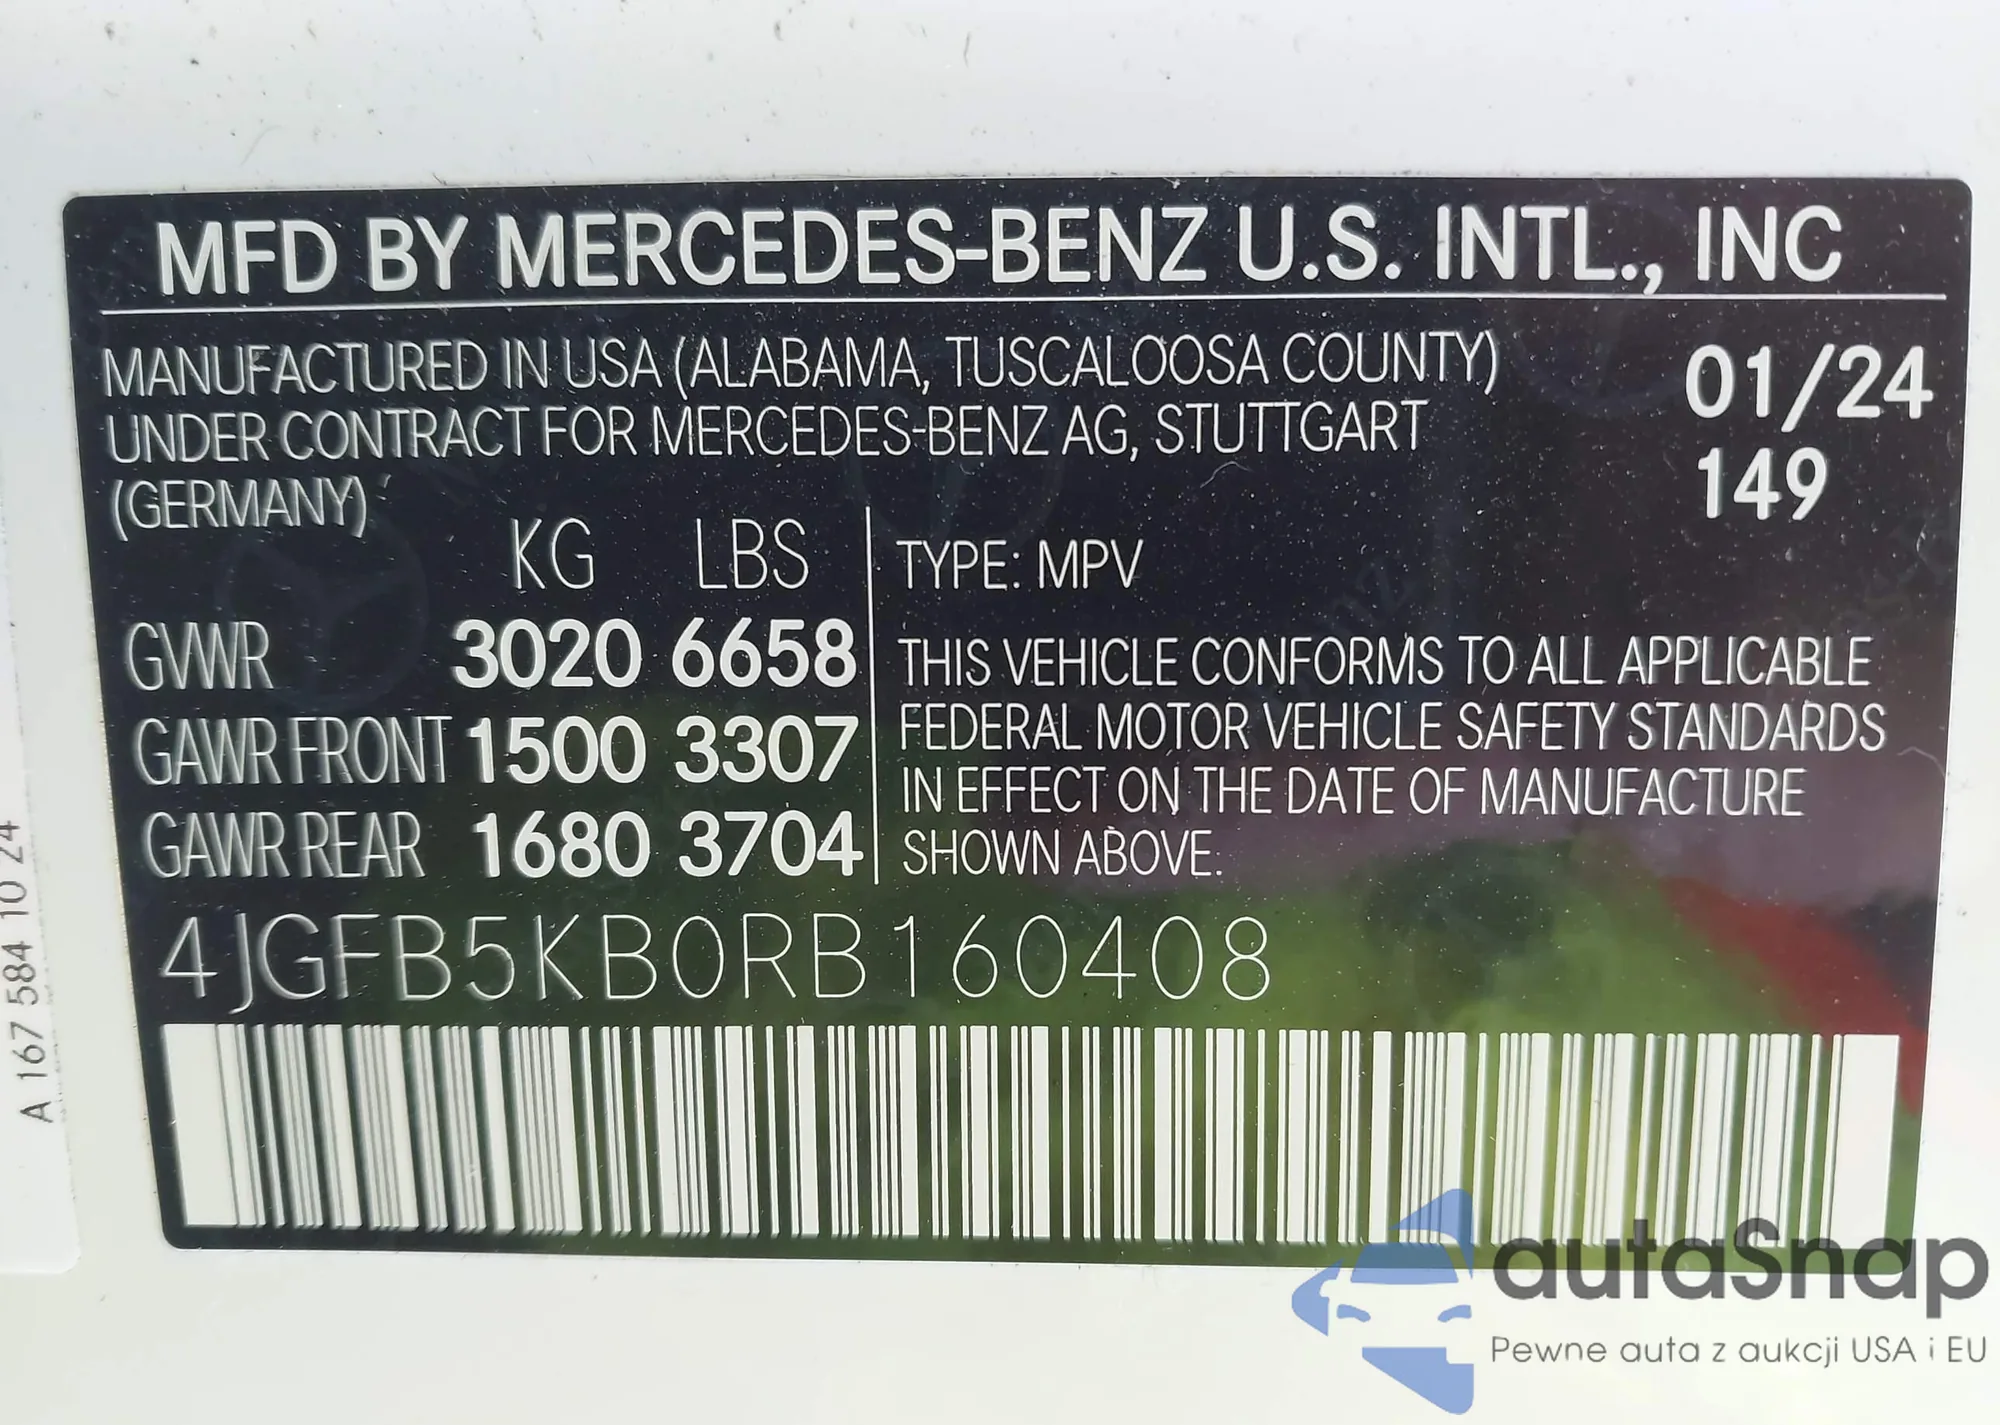 MFD BY MERCEDES-BENZ U.S. INTL., INC
MANUFACTURED IN USA (ALABAMA, TUSCALOOSA COUNTY)
UNDER CONTRACT FOR MERCEDES-BENZ AG, STUTTGART
(GERMANY)
01/24
149
KG LBS
GVWR 3020 6658
GAWR FRONT 1500 3307
GAWR REAR 1680 3704
TYPE: MPV
THIS VEHICLE CONFORMS TO ALL APPLICABLE
FEDERAL MOTOR VEHICLE SAFETY STANDARDS
IN EFFECT ON THE DATE OF MANUFACTURE
SHOWN ABOVE.
4JGFB5KB0RB160408
A 167 584 10 24
autaSnap
Pewne auta z aukcji USA i EU